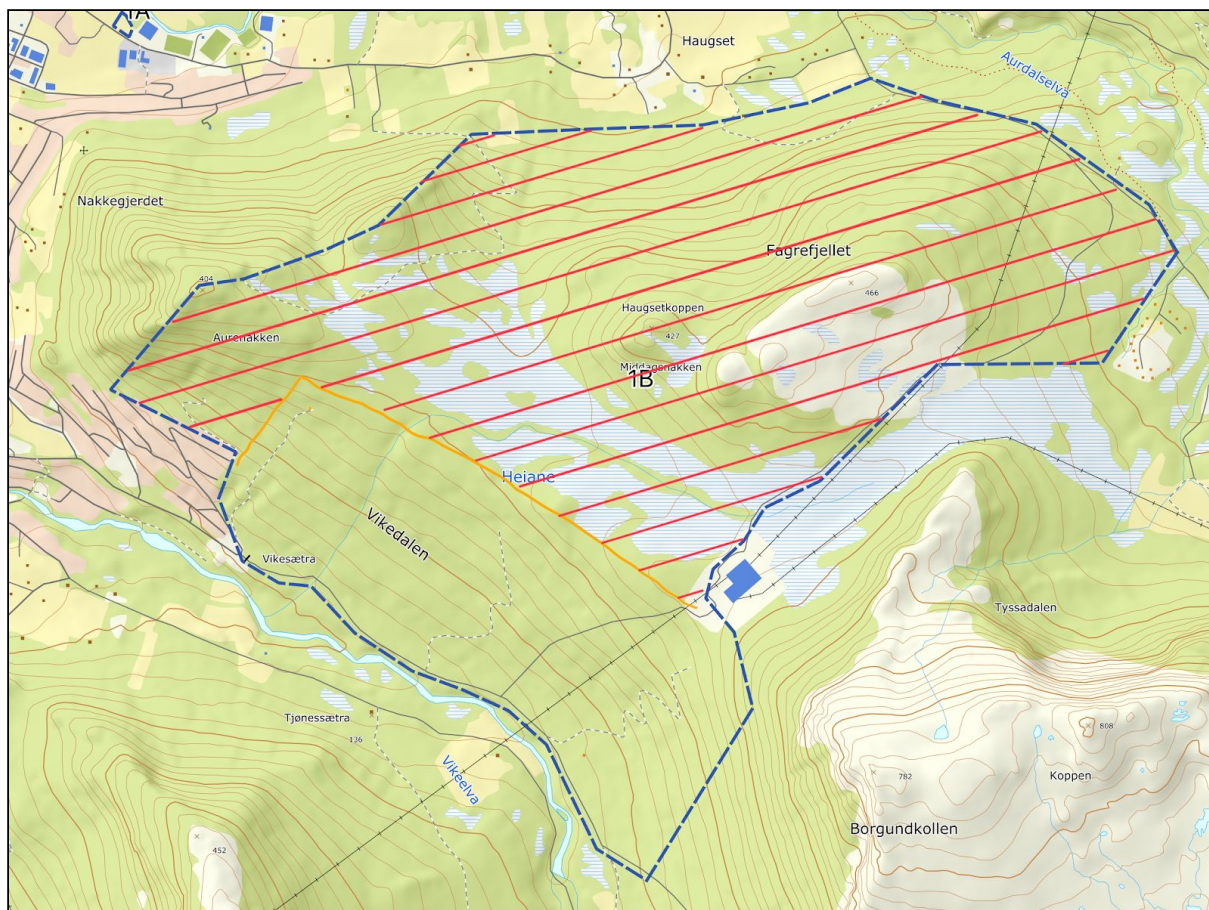 1A
Haugset
Aurdalselva
Nakkegjerdet
Fagrefjellet
404
466
Haugsetkoppen
Aurenakken
427
Middagsnakken
1B
Heiane
Vikedalen
Vikesætra
Tyssadalen
Tjønessætra
136
808
Vikeelva
782
Koppen
Borgundkollen
452